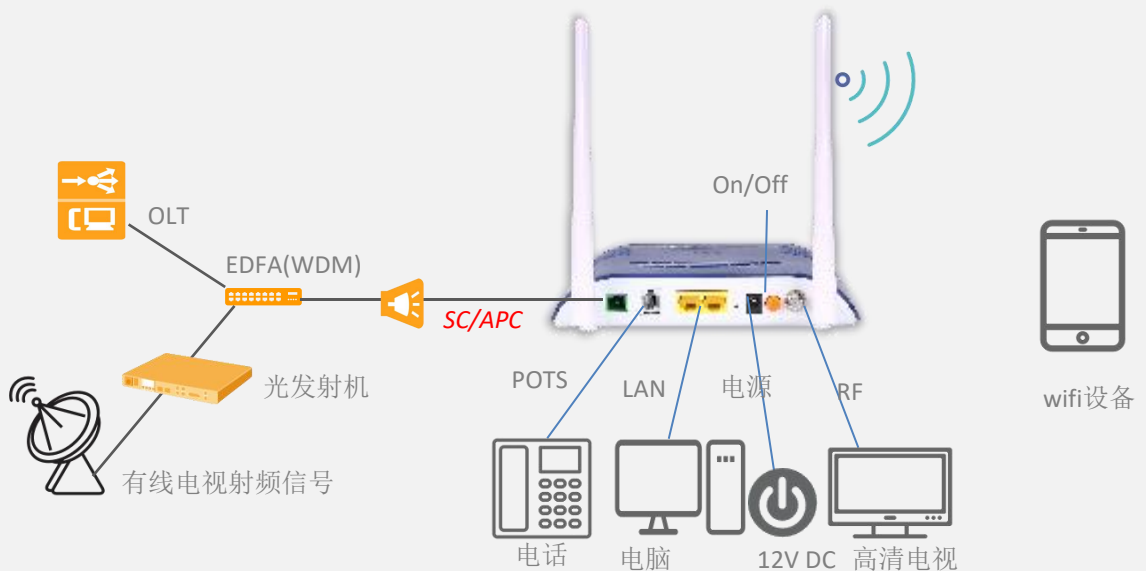 On/Off
OLT
EDFA(WDM)
SC/APC
光发射机
POTS
LAN
电源
RF
wifi设备
有线电视射频信号
电话
电脑
12V DC
高清电视